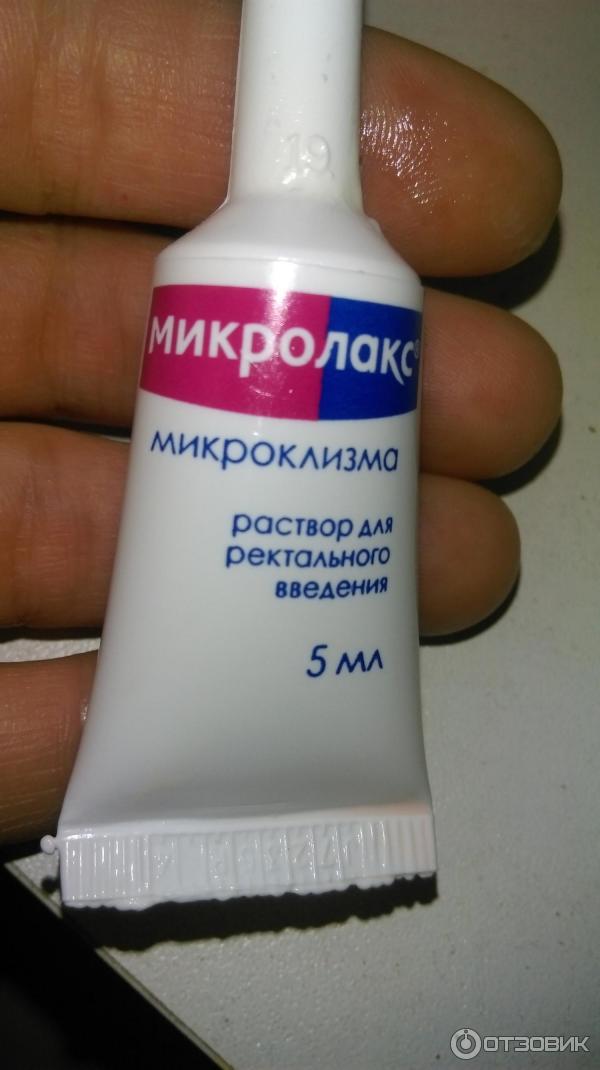 19
микролакс®
микроклизма
раствор для
ректального
введения
5 мл
ОТЗОВИК